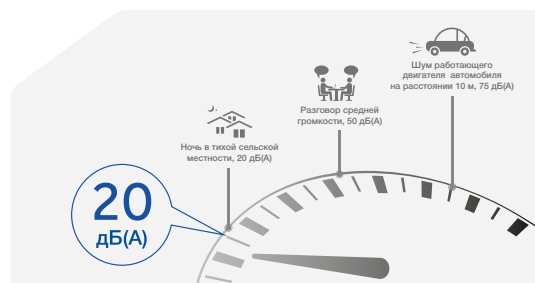 Шум работающего
двигателя автомобиля
на расстоянии 10 м, 75 дБ(А)
Разговор средней
громкости, 50 дБ(А)
Ночь в тихой сельской
местности, 20 дБ(А)
20
дБ(А)